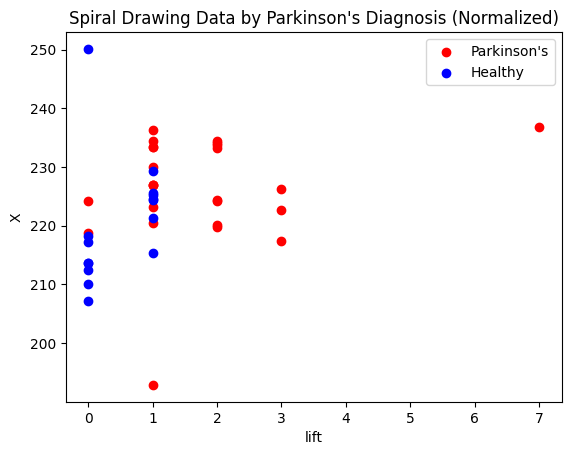 Spiral Drawing Data by Parkinson's Diagnosis (Normalized)
Parkinson's
Healthy
250
240
230
220
210
200
X
0 1 2 3 4 5 6 7
lift